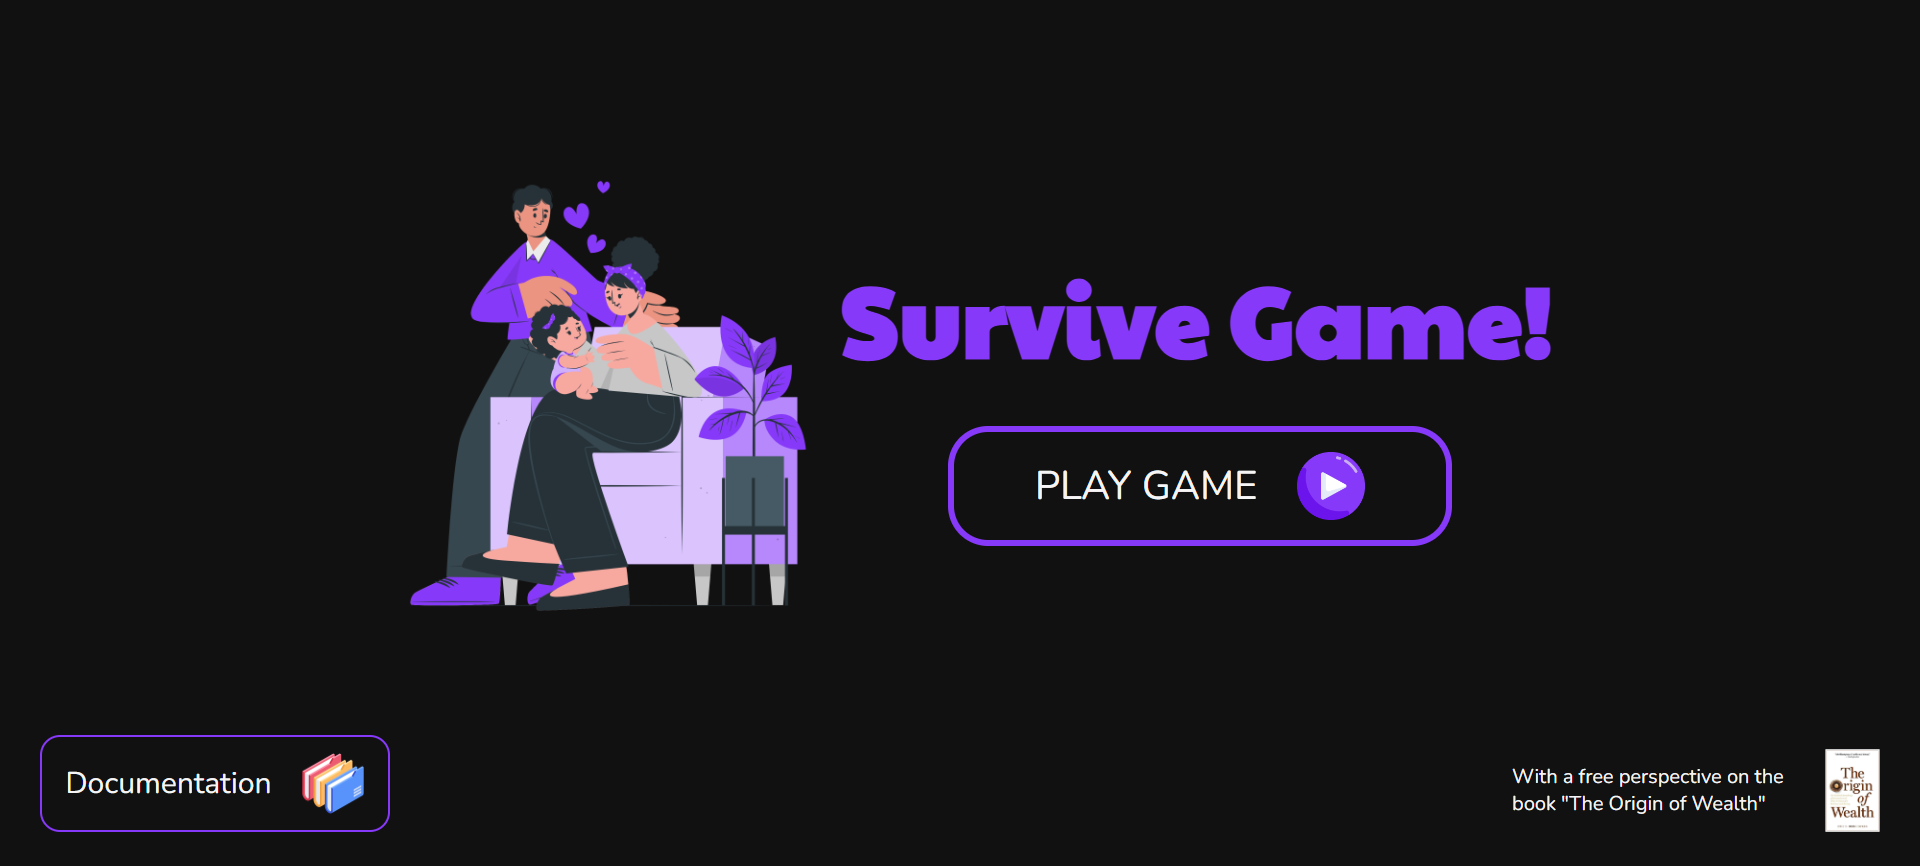 Survive Game!
PLAY GAME
Documentation
With a free perspective on the
book "The Origin of Wealth"
The
Origin
of
Wealth